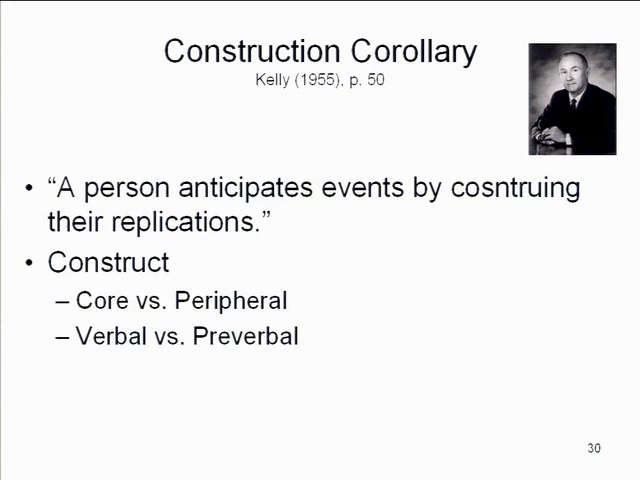 Construction Corollary
Kelly (1955), p. 50
• “A person anticipates events by cosntruing
their replications.”
• Construct
– Core vs. Peripheral
– Verbal vs. Preverbal
30